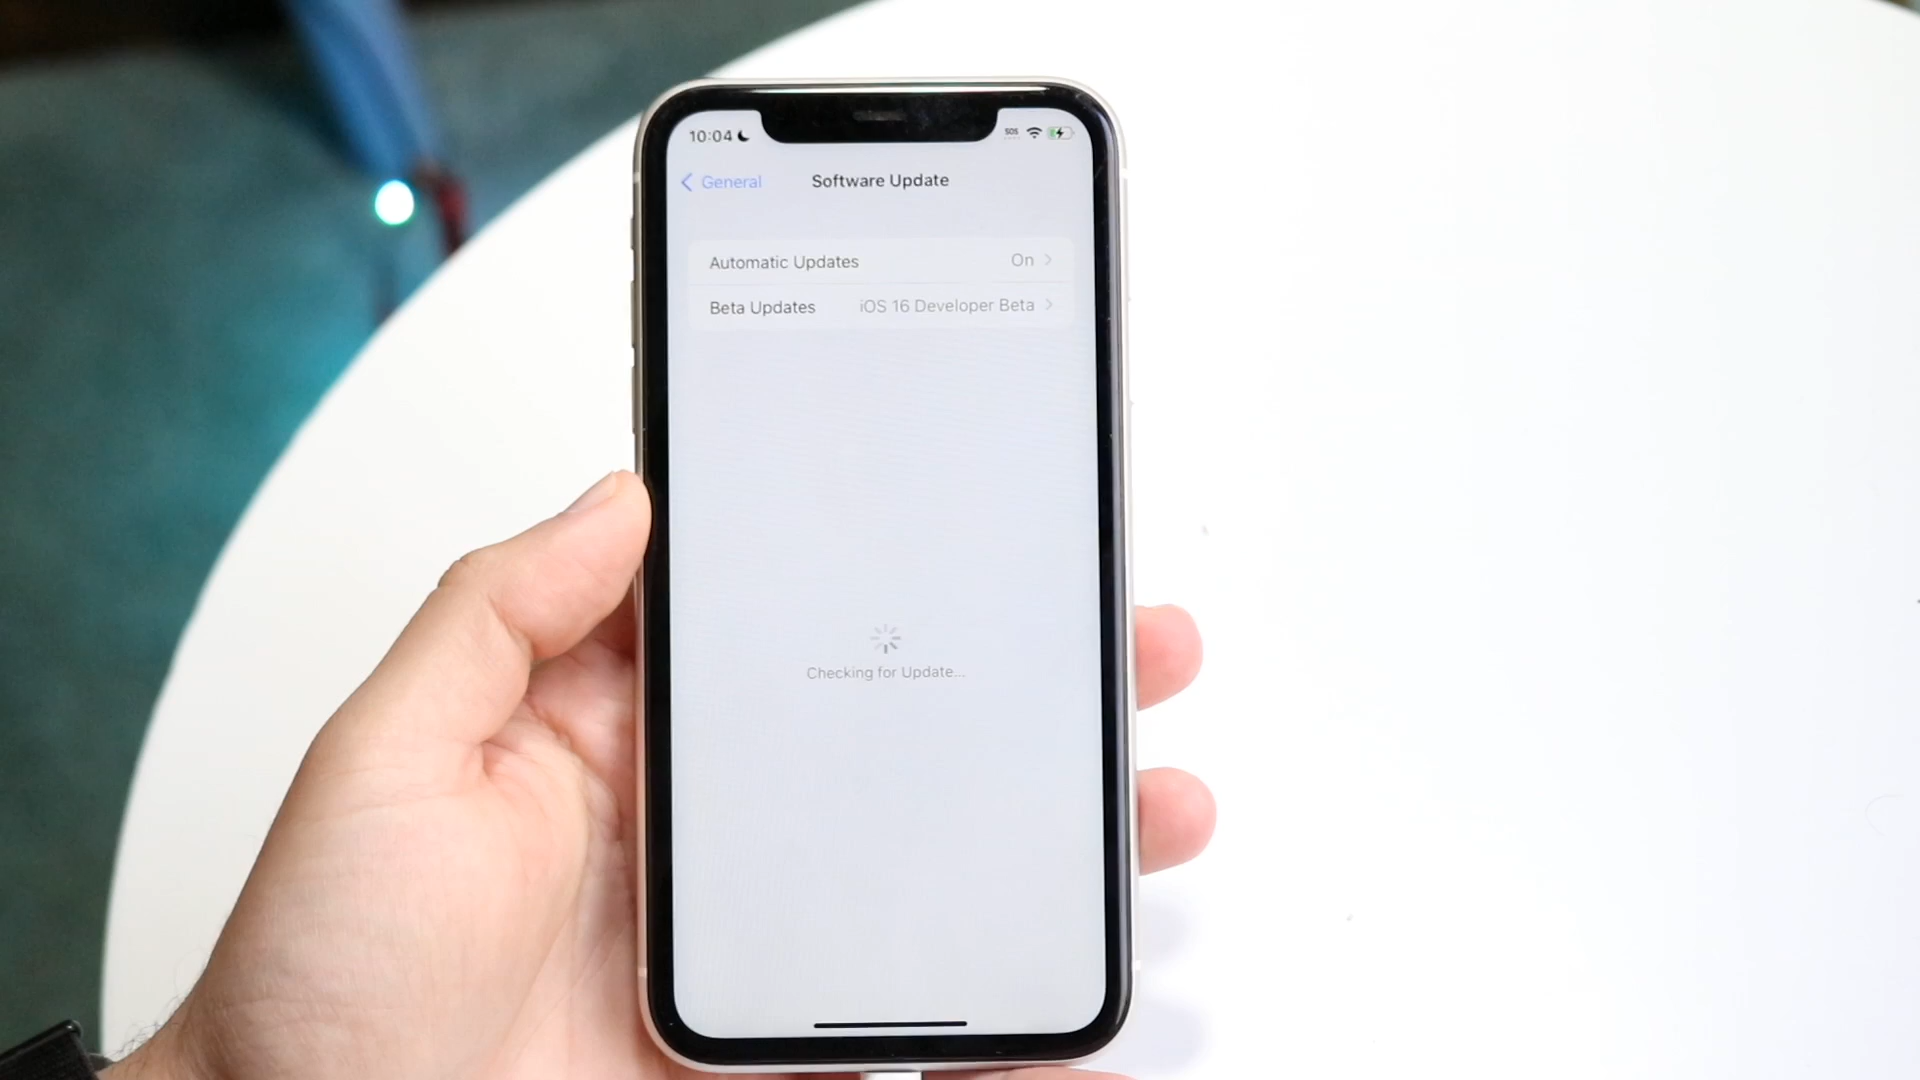 10:04 SOS
General Software Update
Automatic Updates On
Beta Updates iOS 16 Developer Beta
Checking for Update...